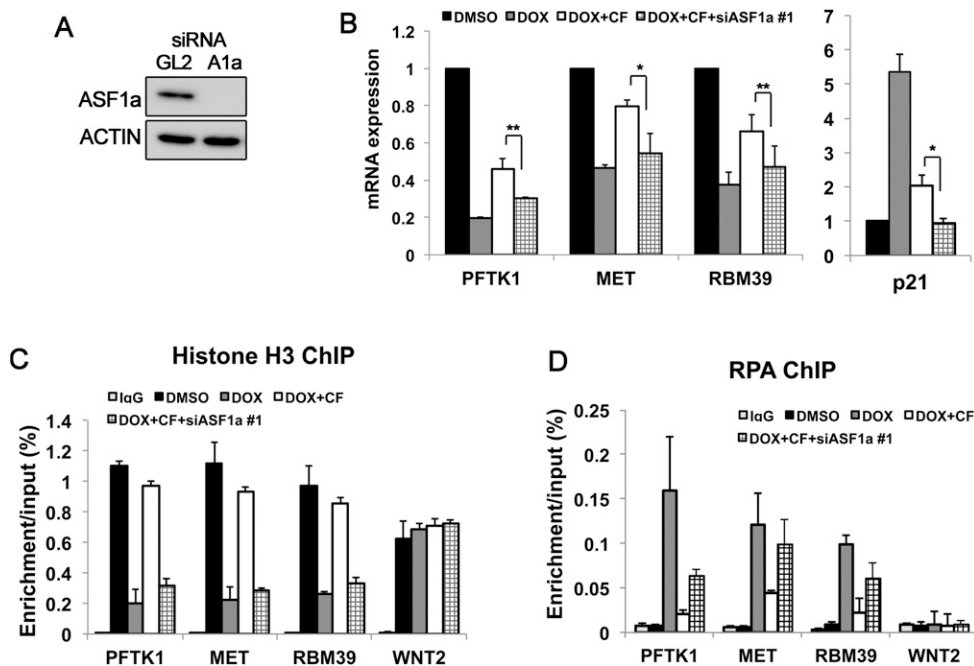 A
siRNA
GL2 A1a
ASF1a
ACTIN
B
DMSO DOX DOX+CF DOX+CF+siASF1a #1
mRNA expression
1.2
1
0.8
0.6
0.4
0.2
0
** * **
PFTK1 MET RBM39
7
6
5
4
3
2
1
0
*
p21
C
Histone H3 ChIP
IgG DMSO DOX DOX+CF
DOX+CF+siASF1a #1
Enrichment/input (%)
1.4
1.2
1
0.8
0.6
0.4
0.2
0
PFTK1 MET RBM39 WNT2
D
RPA ChIP
IgG DMSO DOX DOX+CF
DOX+CF+siASF1a #1
Enrichment/input (%)
0.25
0.2
0.15
0.1
0.05
0
PFTK1 MET RBM39 WNT2